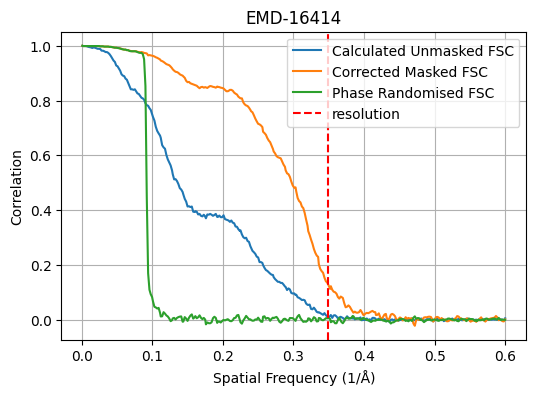 EMD-16414
Calculated Unmasked FSC
Corrected Masked FSC
Phase Randomised FSC
resolution
Correlation
1.0
0.8
0.6
0.4
0.2
0.0
0.0 0.1 0.2 0.3 0.4 0.5 0.6
Spatial Frequency (1/Å)